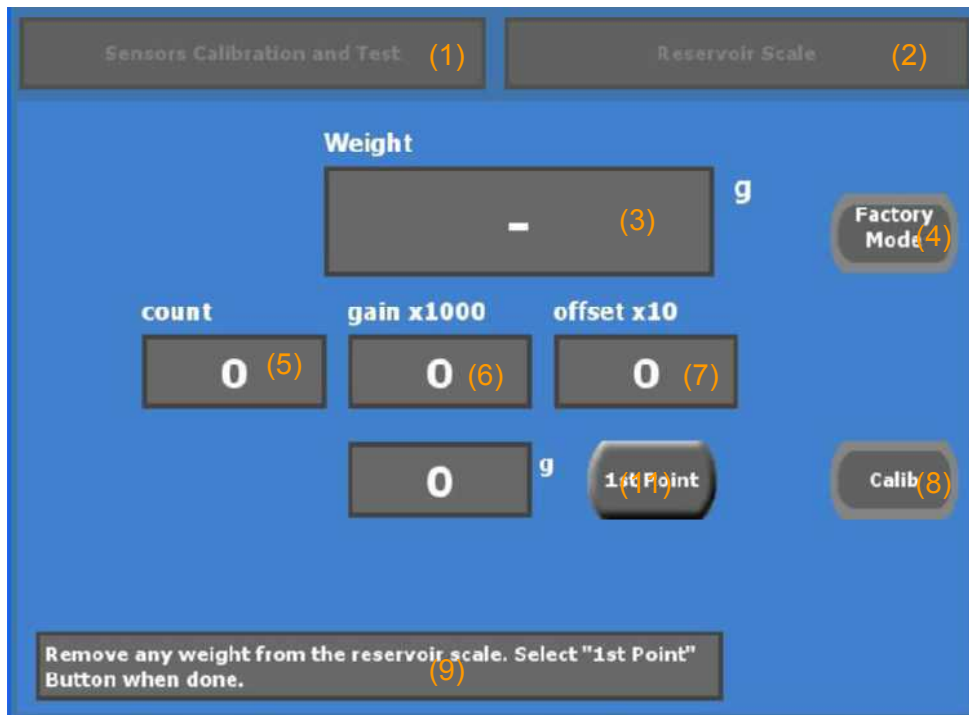 Sensors Calibration and Test (1)
Reservoir Scale (2)
Weight
- (3)
g
Factory
Mode (4)
count
gain x1000
offset x10
0 (5)
0 (6)
0 (7)
0
g
1st Point (11)
Calib (8)
Remove any weight from the reservoir scale. Select "1st Point"
Button when done. (9)